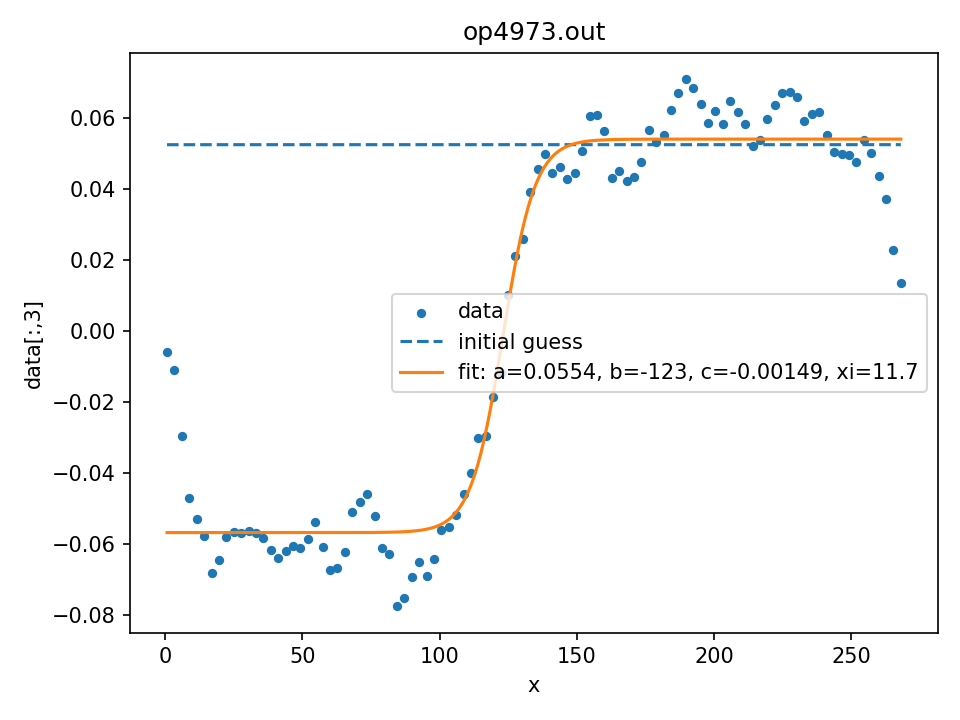 op4973.out
0.06
0.04
0.02
0.00
−0.02
−0.04
−0.06
−0.08
data[:,3]
data
initial guess
fit: a=0.0554, b=-123, c=-0.00149, xi=11.7
0 50 100 150 200 250
x